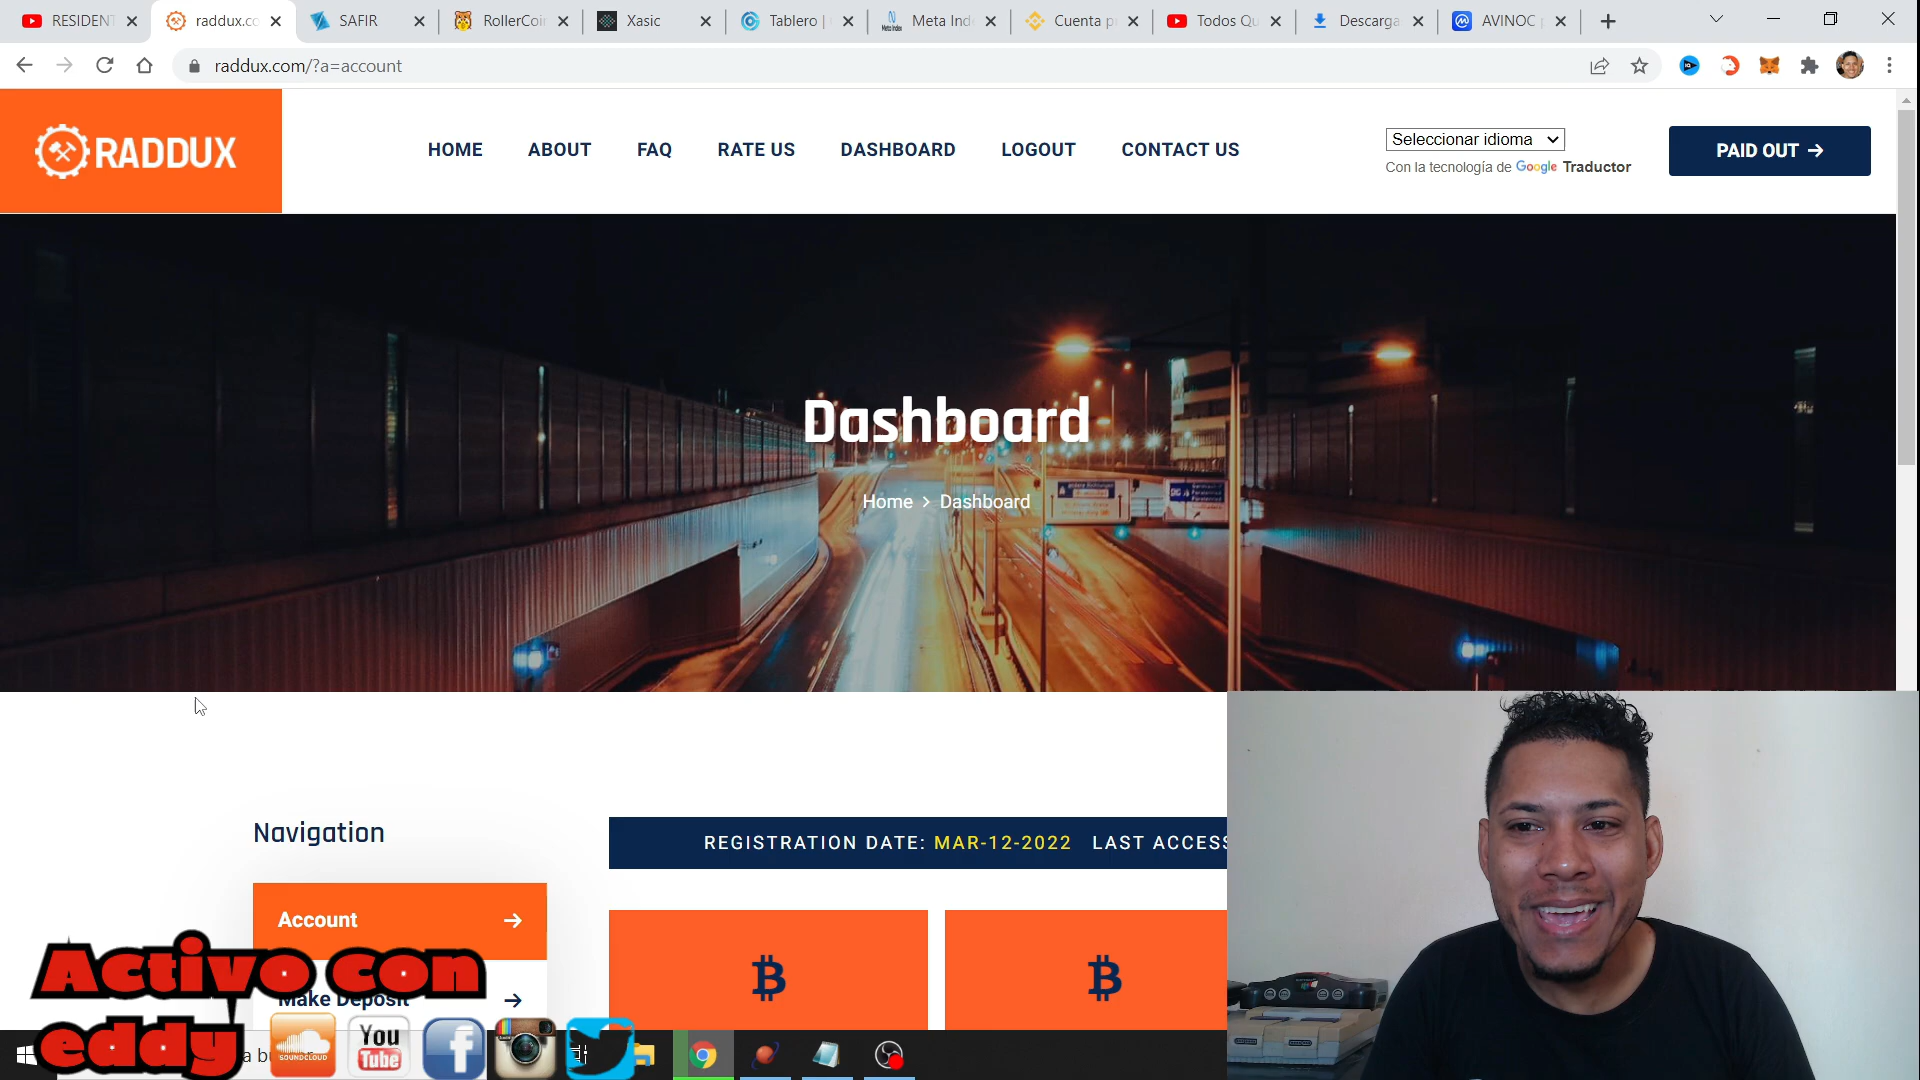 RESIDENT
raddux.co
SAFIR
RollerCoi
Xasic
Tablero |
Meta Ind
Cuenta p
Todos Qu
Descarga
AVINOC p
raddux.com/?a=account
RADDUX
HOME
ABOUT
FAQ
RATE US
DASHBOARD
LOGOUT
CONTACT US
Seleccionar idioma
Con la tecnología de Google Traductor
PAID OUT →
Dashboard
Home > Dashboard
Navigation
REGISTRATION DATE: MAR-12-2022 LAST ACCESS
Account
Make Deposit
Activo con
eddy
SOUNDCLOUD
You
Tube